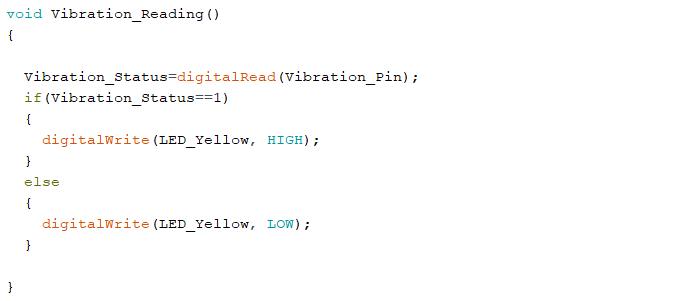 void Vibration_Reading()
{
Vibration_Status=digitalRead(Vibration_Pin);
if(Vibration_Status==1)
{
digitalWrite(LED_Yellow, HIGH);
}
else
{
digitalWrite(LED_Yellow, LOW);
}
}